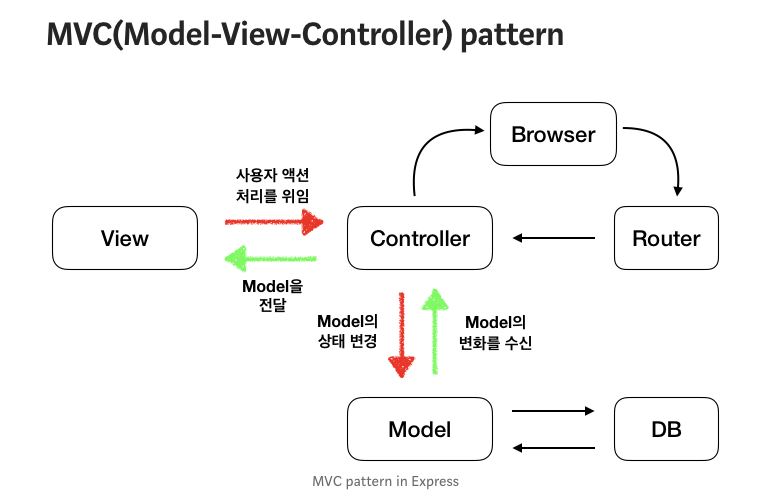 MVC(Model-View-Controller) pattern
Browser
사용자 액션
처리를 위임
View
Controller
Router
Model을
전달
Model의
상태 변경
Model의
변화를 수신
Model
DB
MVC pattern in Express